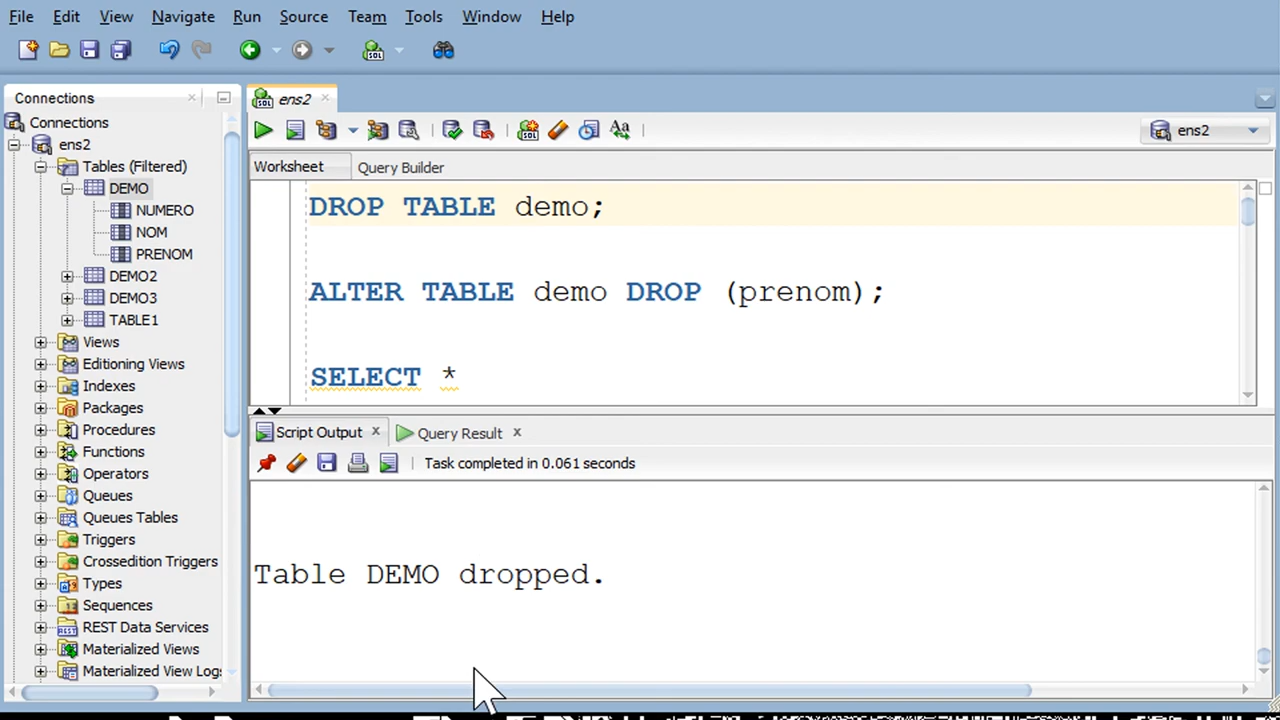 File Edit View Navigate Run Source Team Tools Window Help
Connections
ens2
ens2
Connections
ens2
Tables (Filtered)
DEMO
NUMERO
NOM
PRENOM
DEMO2
DEMO3
TABLE1
Views
Editioning Views
Indexes
Packages
Procedures
Functions
Operators
Queues
Queues Tables
Triggers
Crossedition Triggers
Types
Sequences
REST Data Services
Materialized Views
Materialized View Log
Worksheet Query Builder
DROP TABLE demo;
ALTER TABLE demo DROP (prenom);
SELECT *
Script Output Query Result
Task completed in 0.061 seconds
Table DEMO dropped.